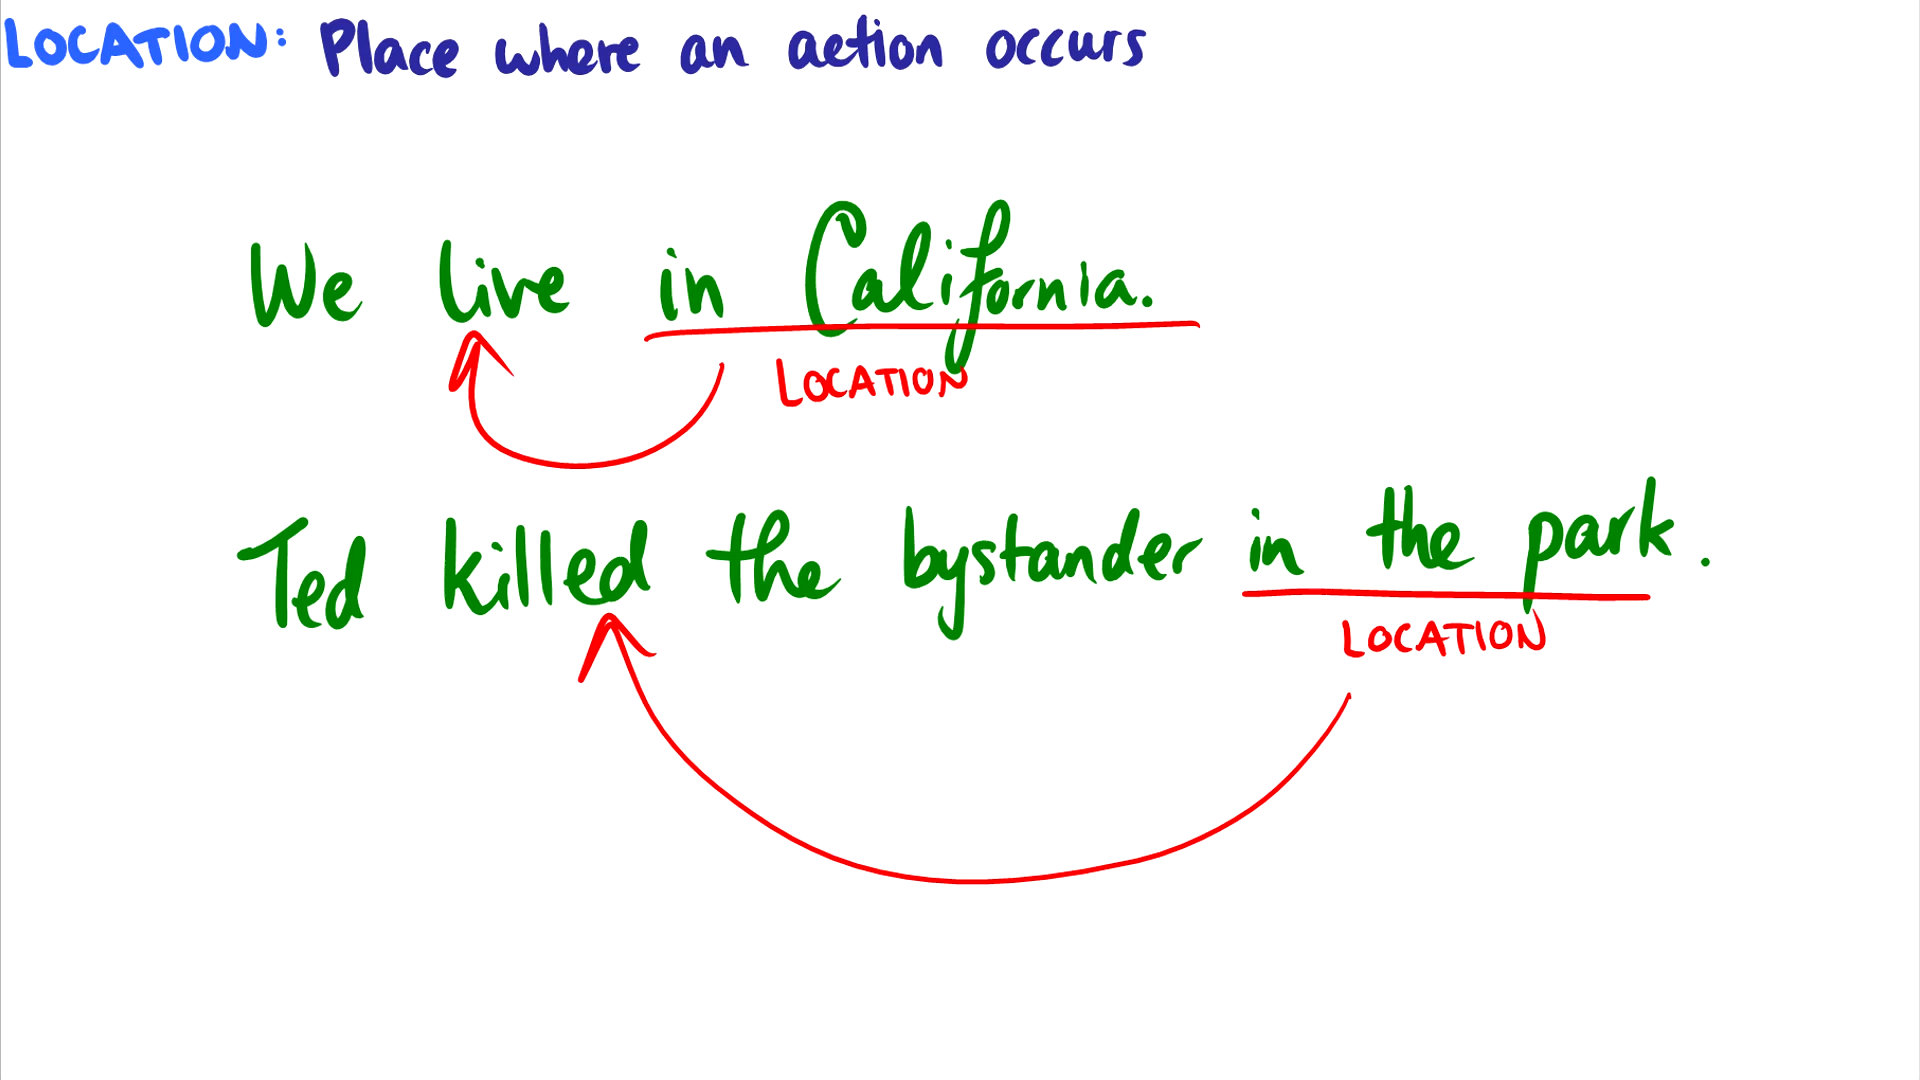 LOCATION: Place where an action occurs
We live in California.
LOCATION
Ted killed the bystander in the park.
LOCATION